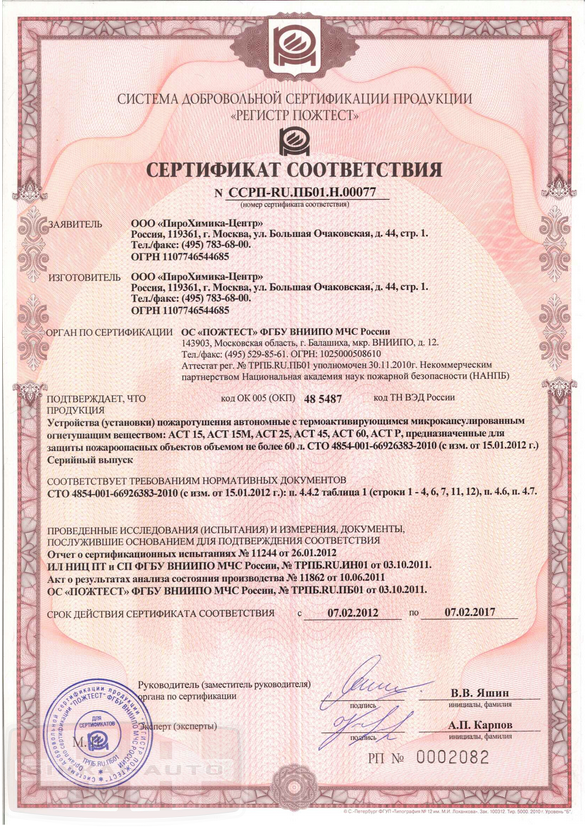 СИСТЕМА ДОБРОВОЛЬНОЙ СЕРТИФИКАЦИИ ПРОДУКЦИИ
«РЕГИСТР ПОЖТЕСТ»
СЕРТИФИКАТ СООТВЕТСТВИЯ
N ССРП-RU.ПБ01.Н.00077
(номер сертификата соответствия)
ЗАЯВИТЕЛЬ ООО «ПироХимика-Центр»
Россия, 119361, г. Москва, ул. Большая Очаковская, д. 44, стр. 1.
Тел./факс: (495) 783-68-00.
ОГРН 1107746544685
ИЗГОТОВИТЕЛЬ ООО «ПироХимика-Центр»
Россия, 119361, г. Москва, ул. Большая Очаковская, д. 44, стр. 1.
Тел./факс: (495) 783-68-00.
ОГРН 1107746544685
ОРГАН ПО СЕРТИФИКАЦИИ ОС “ПОЖТЕСТ” ФГБУ ВНИИПО МЧС России
143903, Московская область, г. Балашиха, мкр. ВНИИПО, д. 12.
Тел./факс: (495) 529-85-61. ОГРН: 1025000508610
Аттестат рег. № ТРПБ.RU.ПБ01 уполномочен 30.11.2010г. Некоммерческим
партнерством Национальная академия наук пожарной безопасности (НАНПБ)
ПОДТВЕРЖДАЕТ, ЧТО ПРОДУКЦИЯ код ОК 005 (ОКП) 48 5487 код ТН ВЭД России
Устройства (установки) пожаротушения автономные с термоактивирующимся микрокапсулированным
огнетушащим веществом: АСТ 15, АСТ 15М, АСТ 25, АСТ 45, АСТ 60, АСТ Р, предназначенные для
защиты пожароопасных объектов объемом не более 60 л. СТО 4854-001-66926383-2010 (с изм. от 15.01.2012 г.)
Серийный выпуск
СООТВЕТСТВУЕТ ТРЕБОВАНИЯМ НОРМАТИВНЫХ ДОКУМЕНТОВ
СТО 4854-001-66926383-2010 (с изм. от 15.01.2012 г.): п. 4.4.2 таблица 1 (строки 1 - 4, 6, 7, 11, 12), п. 4.6, п. 4.7.
ПРОВЕДЕННЫЕ ИССЛЕДОВАНИЯ (ИСПЫТАНИЯ) И ИЗМЕРЕНИЯ, ДОКУМЕНТЫ,
ПОСЛУЖИВШИЕ ОСНОВАНИЕМ ДЛЯ ПОДТВЕРЖДЕНИЯ СООТВЕТСТВИЯ
Отчет о сертификационных испытаниях № 11244 от 26.01.2012
ИЛ НИЦ ПТ и СП ФГБУ ВНИИПО МЧС России, № ТРПБ.RU.ИН01 от 03.10.2011.
Акт о результатах анализа состояния производства № 11862 от 10.06.2011
ОС “ПОЖТЕСТ” ФГБУ ВНИИПО МЧС России, № ТРПБ.RU.ПБ01 от 03.10.2011.
СРОК ДЕЙСТВИЯ СЕРТИФИКАТА СООТВЕТСТВИЯ с 07.02.2012 по 07.02.2017
Руководитель (заместитель руководителя)
органа по сертификации
подпись
В.В. Яшин
инициалы, фамилия
Эксперт (эксперты)
подпись
А.П. Карпов
инициалы, фамилия
М.
ДЛЯ
СЕРТИФИКАТОВ
ТРПБ.RU.ПБ01
РП № 0002082